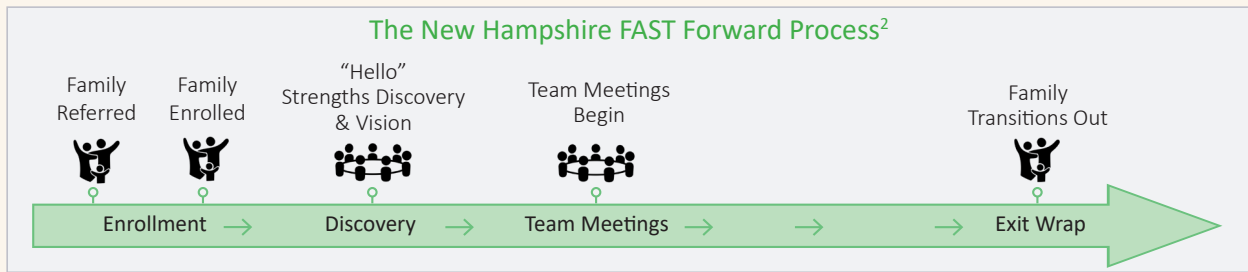 The New Hampshire FAST Forward Process2
Family
Referred
Family
Enrolled
“Hello”
Strengths Discovery
& Vision
Team Meetings
Begin
Family
Transitions Out
Enrollment → Discovery → Team Meetings → → → Exit Wrap